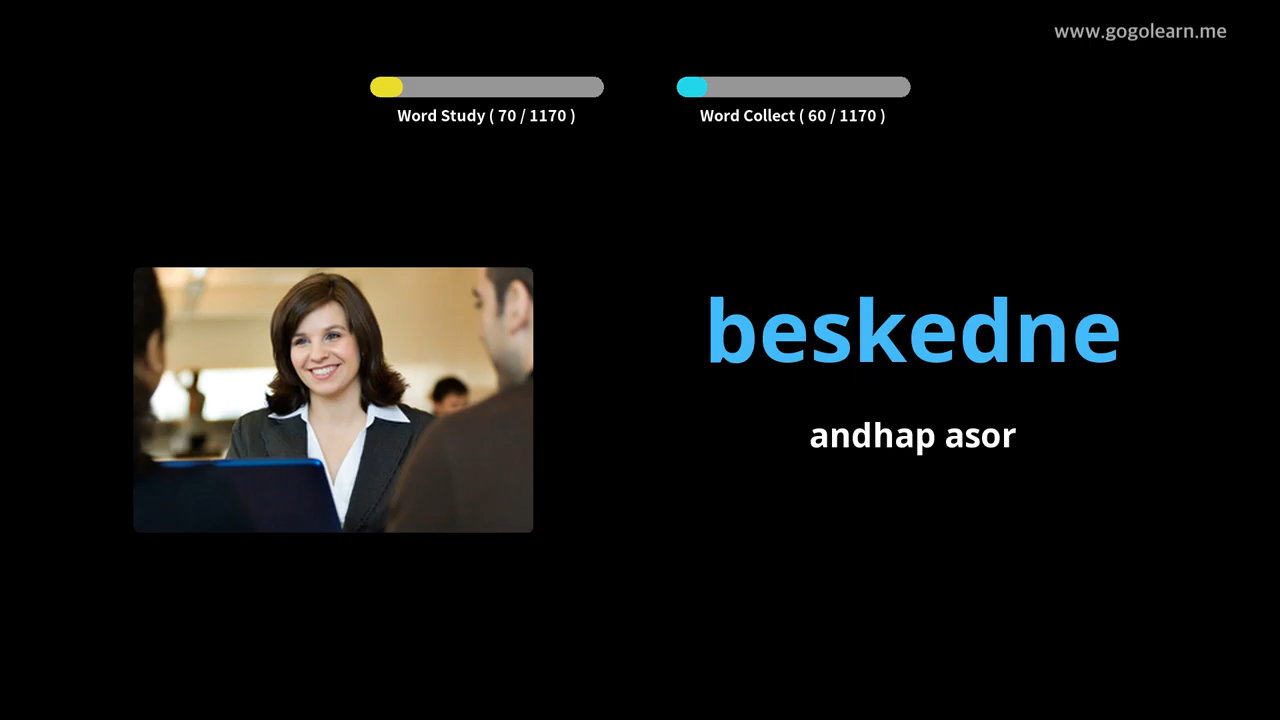 www.gogolearn.me
Word Study ( 70 / 1170 )
Word Collect ( 60 / 1170 )
beskedne
andhap asor